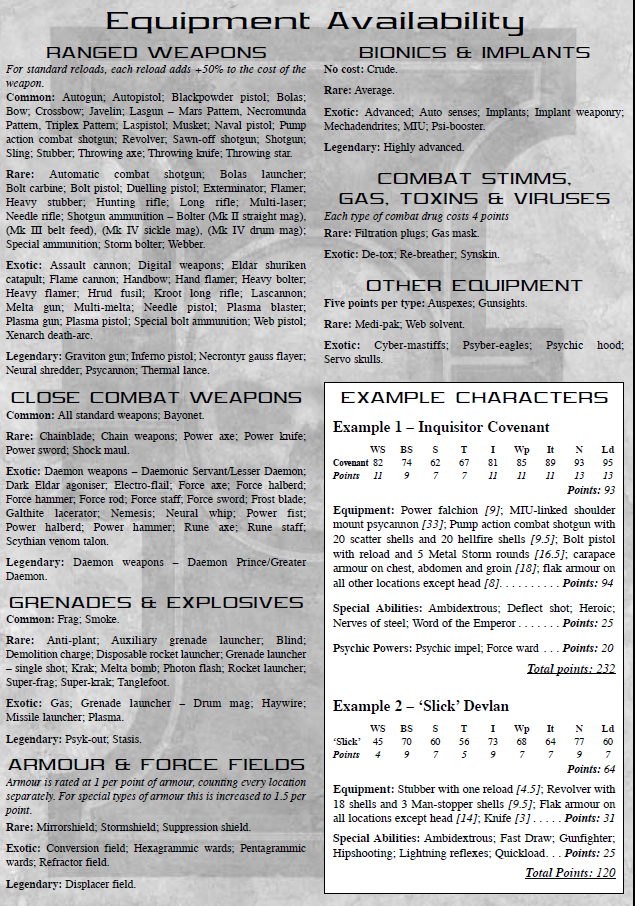 Equipment Availability
RANGED WEAPONS
For standard reloads, each reload adds +50% to the cost of the
weapon.
Common: Autogun; Autopistol; Blackpowder pistol; Bolas;
Bow; Crossbow; Javelin; Lasgun – Mars Pattern, Necromunda
Pattern, Triplex Pattern; Laspistol; Musket; Naval pistol; Pump
action combat shotgun; Revolver; Sawn-off shotgun; Shotgun;
Sling; Stubber; Throwing axe; Throwing knife; Throwing star.
Rare: Automatic combat shotgun; Bolas launcher;
Bolt carbine; Bolt pistol; Duelling pistol; Exterminator; Flamer;
Heavy stubber; Hunting rifle; Long rifle; Multi-laser;
Needle rifle; Shotgun ammunition – Bolter (Mk II straight mag),
(Mk III belt feed), (Mk IV sickle mag), (Mk IV drum mag);
Special ammunition; Storm bolter; Webber.
Exotic: Assault cannon; Digital weapons; Eldar shuriken
catapult; Flame cannon; Handbow; Hand flamer; Heavy bolter;
Heavy flamer; Hrud fusil; Kroot long rifle; Lascannon;
Melta gun; Multi-melta; Needle pistol; Plasma blaster;
Plasma gun; Plasma pistol; Special bolt ammunition; Web pistol;
Xenarch death-arc.
Legendary: Graviton gun; Inferno pistol; Necrontyr gauss flayer;
Neural shredder; Psycannon; Thermal lance.
CLOSE COMBAT WEAPONS
Common: All standard weapons; Bayonet.
Rare: Chainblade; Chain weapons; Power axe; Power knife;
Power sword; Shock maul.
Exotic: Daemon weapons – Daemonic Servant/Lesser Daemon;
Dark Eldar agoniser; Electro-flail; Force axe; Force halberd;
Force hammer; Force rod; Force staff; Force sword; Frost blade;
Galthite lacerator; Nemesis; Neural whip; Power fist;
Power halberd; Power hammer; Rune axe; Rune staff;
Scythian venom talon.
Legendary: Daemon weapons – Daemon Prince/Greater
Daemon.
GRENADES & EXPLOSIVES
Common: Frag; Smoke.
Rare: Anti-plant; Auxiliary grenade launcher; Blind;
Demolition charge; Disposable rocket launcher; Grenade launcher
– single shot; Krak; Melta bomb; Photon flash; Rocket launcher;
Super-frag; Super-krak; Tanglefoot.
Exotic: Gas; Grenade launcher – Drum mag; Haywire;
Missile launcher; Plasma.
Legendary: Psyk-out; Stasis.
ARMOUR & FORCE FIELDS
Armour is rated at 1 per point of armour, counting every location
separately. For special types of armour this is increased to 1.5 per
point.
Rare: Mirrorshield; Stormshield; Suppression shield.
Exotic: Conversion field; Hexagrammic wards; Pentagrammic
wards; Refractor field.
Legendary: Displacer field.
BIONICS & IMPLANTS
No cost: Crude.
Rare: Average.
Exotic: Advanced; Auto senses; Implants; Implant weaponry;
Mechadendrites; MIU; Psi-booster.
Legendary: Highly advanced.
COMBAT STIMMS,
GAS, TOXINS & VIRUSES
Each type of combat drug costs 4 points
Rare: Filtration plugs; Gas mask.
Exotic: De-tox; Re-breather; Synskin.
OTHER EQUIPMENT
Five points per type: Auspexes; Gunsights.
Rare: Medi-pak; Web solvent.
Exotic: Cyber-mastiffs; Psyber-eagles; Psychic hood;
Servo skulls.
EXAMPLE CHARACTERS
Example 1 – Inquisitor Covenant
WS BS S T I Wp It N Ld
Covenant 82 74 62 67 81 85 89 93 95
Points 11 9 7 7 11 11 11 13 13
Points: 93
Equipment: Power falchion [9]; MIU-linked shoulder
mount psycannon [33]; Pump action combat shotgun with
20 scatter shells and 20 hellfire shells [9.5]; Bolt pistol
with reload and 5 Metal Storm rounds [16.5]; carapace
armour on chest, abdomen and groin [18]; flak armour on
all other locations except head [8]. . . . . . . . . . Points: 94
Special Abilities: Ambidextrous; Deflect shot; Heroic;
Nerves of steel; Word of the Emperor . . . . . . . Points: 25
Psychic Powers: Psychic impel; Force ward . . . Points: 20
Total points: 232
Example 2 – ‘Slick’ Devlan
WS BS S T I Wp It N Ld
‘Slick’ 45 70 60 56 73 68 64 77 60
Points 4 9 7 5 9 7 7 9 7
Points: 64
Equipment: Stubber with one reload [4.5]; Revolver with
18 shells and 3 Man-stopper shells [9.5]; Flak armour on
all locations except head [14]; Knife [3] . . . . . Points: 31
Special Abilities: Ambidextrous; Fast Draw; Gunfighter;
Hipshooting; Lightning reflexes; Quickload. . . Points: 25
Total Points: 120